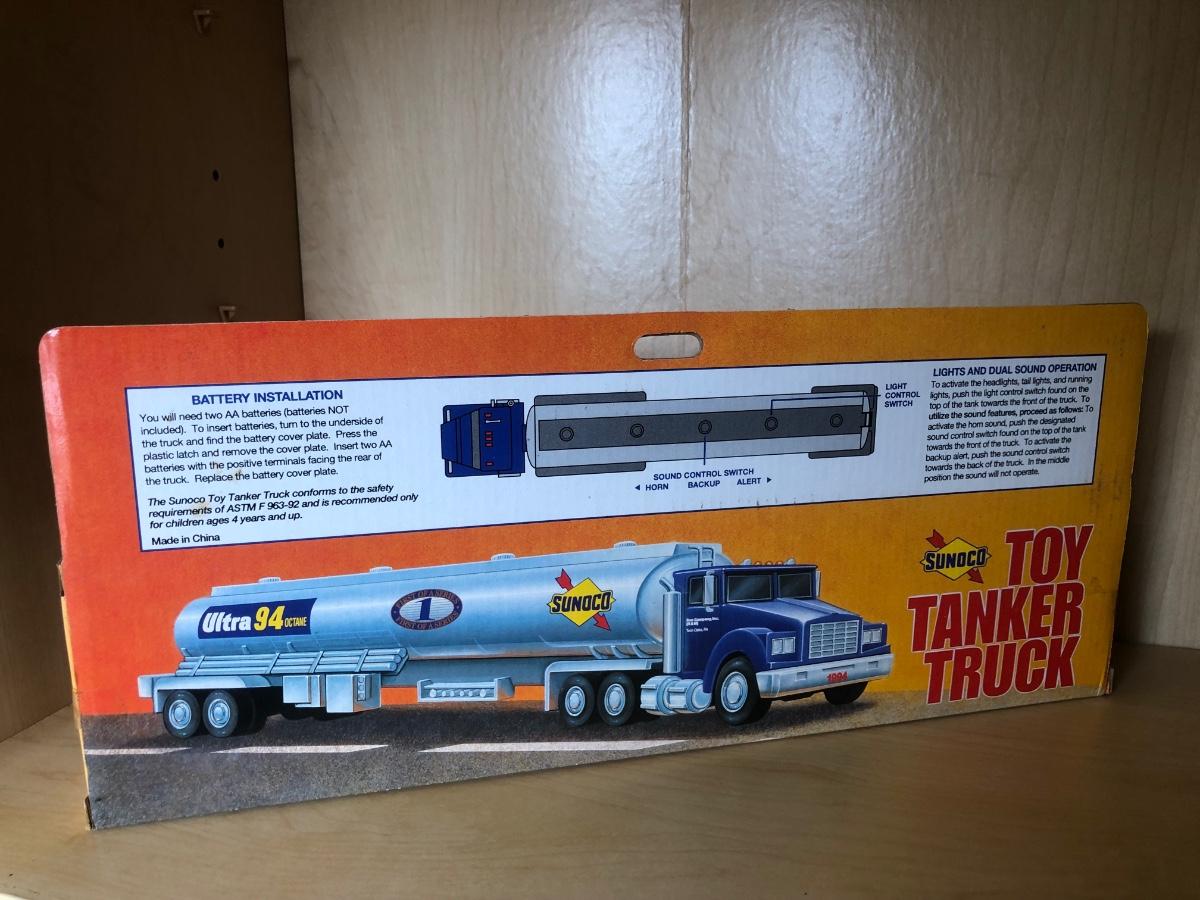 BATTERY INSTALLATION
You will need two AA batteries (batteries NOT
included). To insert batteries, turn to the underside of
the truck and find the battery cover plate. Press the
plastic latch and remove the cover plate. Insert two AA
batteries with the positive terminals facing the rear of
the truck. Replace the battery cover plate.
The Sunoco Toy Tanker Truck conforms to the safety
requirements of ASTM F 963-92 and is recommended only
for children ages 4 years and up.
Made in China
LIGHT
CONTROL
SWITCH
SOUND CONTROL SWITCH
◄ HORN BACKUP ALERT ►
LIGHTS AND DUAL SOUND OPERATION
To activate the headlights, tail lights, and running
lights, push the light control switch found on the
top of the tank towards the front of the truck. To
utilize the sound features, proceed as follows: To
activate the horn sound, push the designated
sound control switch found on the top of the tank
towards the front of the truck. To activate the
backup alert, push the sound control switch
towards the back of the truck. In the middle
position the sound will not operate.
SUNOCO
TOY
TANKER
TRUCK
Ultra 94 OCTANE
FIRST OF A SERIES
1
FIRST OF A SERIES
SUNOCO
Sun Company, Inc.
(R&M)
1994